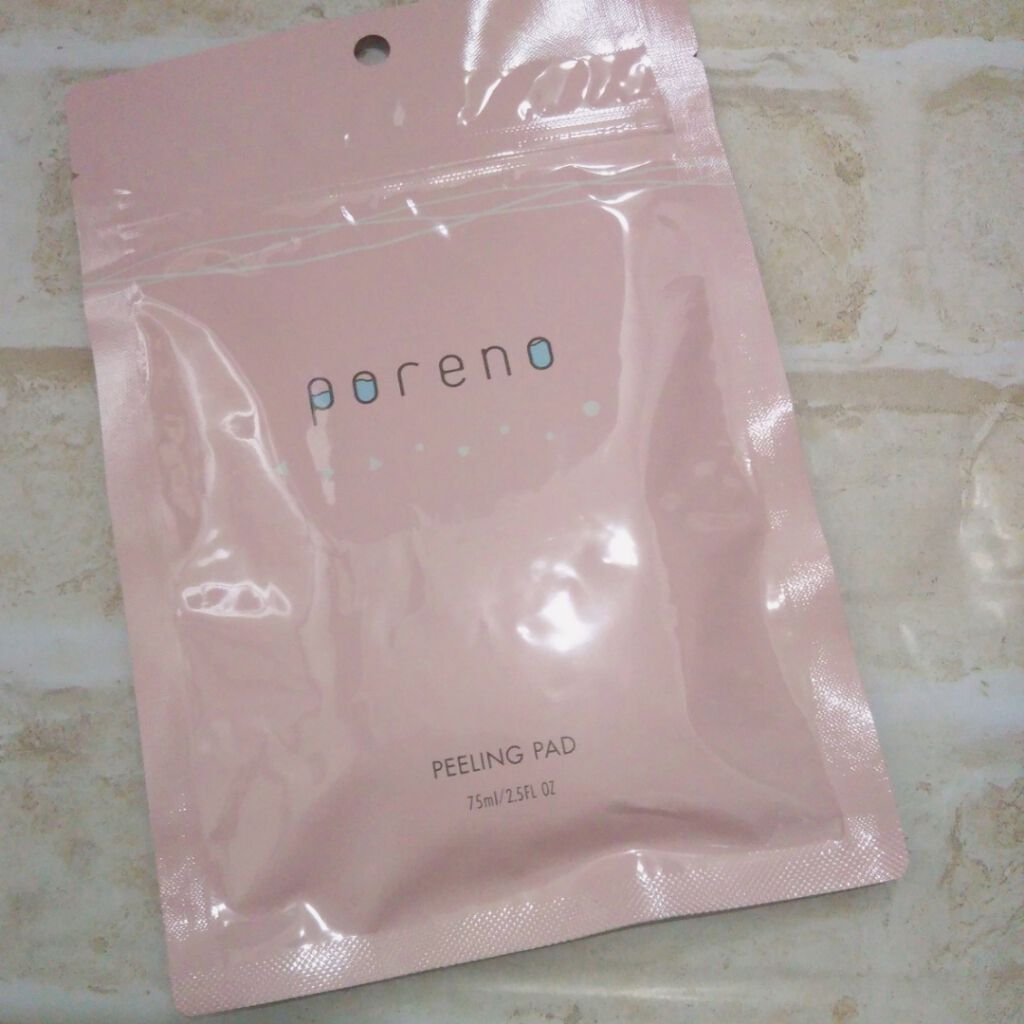 poreno
PEELING PAD
75ml/2.5FL OZ